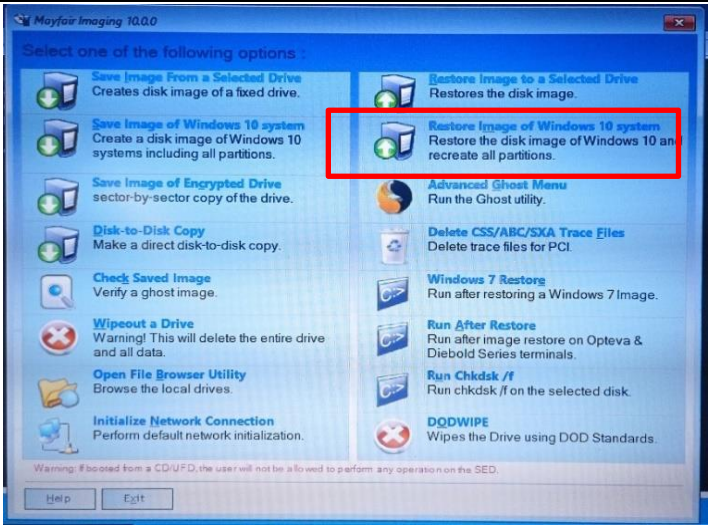 Mayfair Imaging 10.0.0
Select one of the following options :
Save Image From a Selected Drive
Creates disk image of a fixed drive.
Save Image of Windows 10 system
Create a disk image of Windows 10
systems including all partitions.
Save Image of Encrypted Drive
sector-by-sector copy of the drive.
Disk-to-Disk Copy
Make a direct disk-to-disk copy.
Check Saved Image
Verify a ghost image.
Wipeout a Drive
Warning! This will delete the entire drive
and all data.
Open File Browser Utility
Browse the local drives.
Initialize Network Connection
Perform default network initialization.
Restore Image to a Selected Drive
Restores the disk image.
Restore Image of Windows 10 system
Restore the disk image of Windows 10 and
recreate all partitions.
Advanced Ghost Menu
Run the Ghost utility.
Delete CSS/ABC/SXA Trace Files
Delete trace files for PCI.
C:>
Windows 7 Restore
Run after restoring a Windows 7 Image.
C:>
Run After Restore
Run after image restore on Opteva &
Diebold Series terminals.
C:>
Run Chkdsk /f
Run chkdsk /f on the selected disk.
DODWIPE
Wipes the Drive using DOD Standards.
Warning: If booted from a CD/UFD, the user will not be allowed to perform any operation on the SED.
Help
Exit